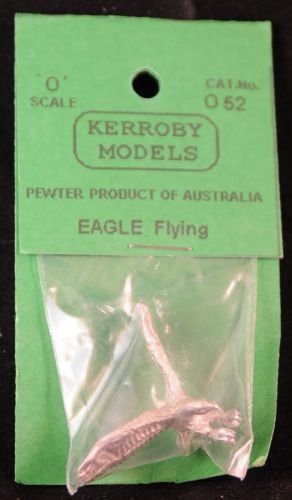 O' CAT.No.
SCALE O 52
KERROBY
MODELS
PEWTER PRODUCT OF AUSTRALIA
EAGLE Flying